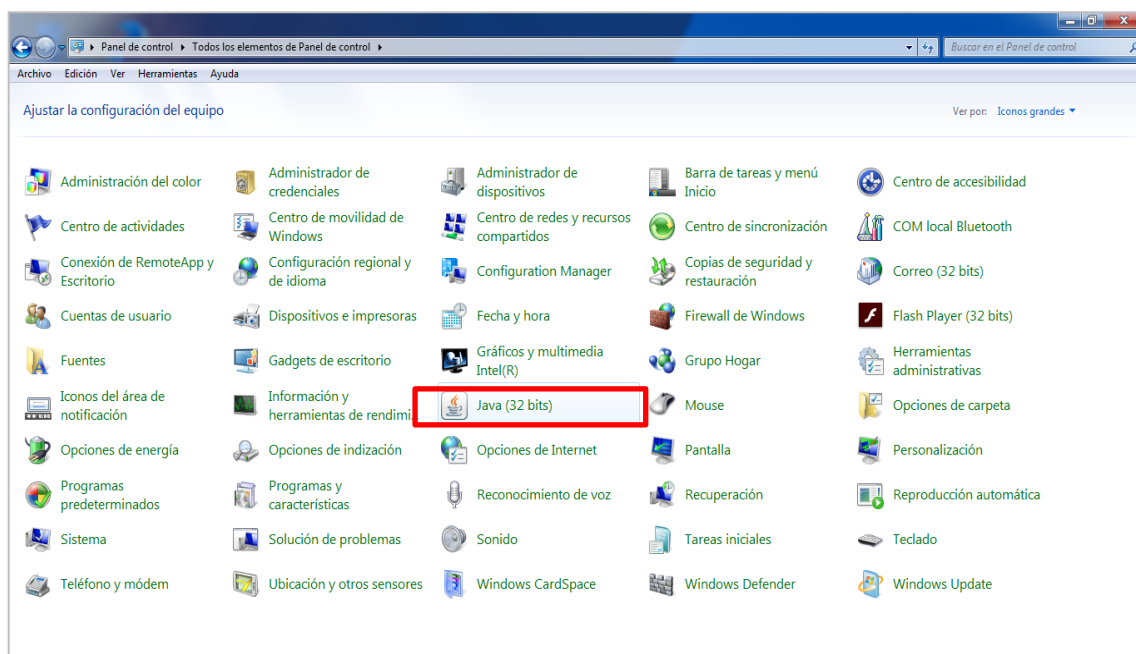 Panel de control ▸ Todos los elementos de Panel de control ▸
Buscar en el Panel de control
Archivo Edición Ver Herramientas Ayuda
Ajustar la configuración del equipo
Ver por: Iconos grandes
Administración del color
Administrador de
credenciales
Administrador de
dispositivos
Barra de tareas y menú
Inicio
Centro de accesibilidad
Centro de actividades
Centro de movilidad de
Windows
Centro de redes y recursos
compartidos
Centro de sincronización
COM local Bluetooth
Conexión de RemoteApp y
Escritorio
Configuración regional y
de idioma
Configuration Manager
Copias de seguridad y
restauración
Correo (32 bits)
Cuentas de usuario
Dispositivos e impresoras
Fecha y hora
Firewall de Windows
Flash Player (32 bits)
Fuentes
Gadgets de escritorio
Gráficos y multimedia
Intel(R)
Grupo Hogar
Herramientas
administrativas
Iconos del área de
notificación
Información y
herramientas de rendimi...
Java (32 bits)
Mouse
Opciones de carpeta
Opciones de energía
Opciones de indización
Opciones de Internet
Pantalla
Personalización
Programas
predeterminados
Programas y
características
Reconocimiento de voz
Recuperación
Reproducción automática
Sistema
Solución de problemas
Sonido
Tareas iniciales
Teclado
Teléfono y módem
Ubicación y otros sensores
Windows CardSpace
Windows Defender
Windows Update